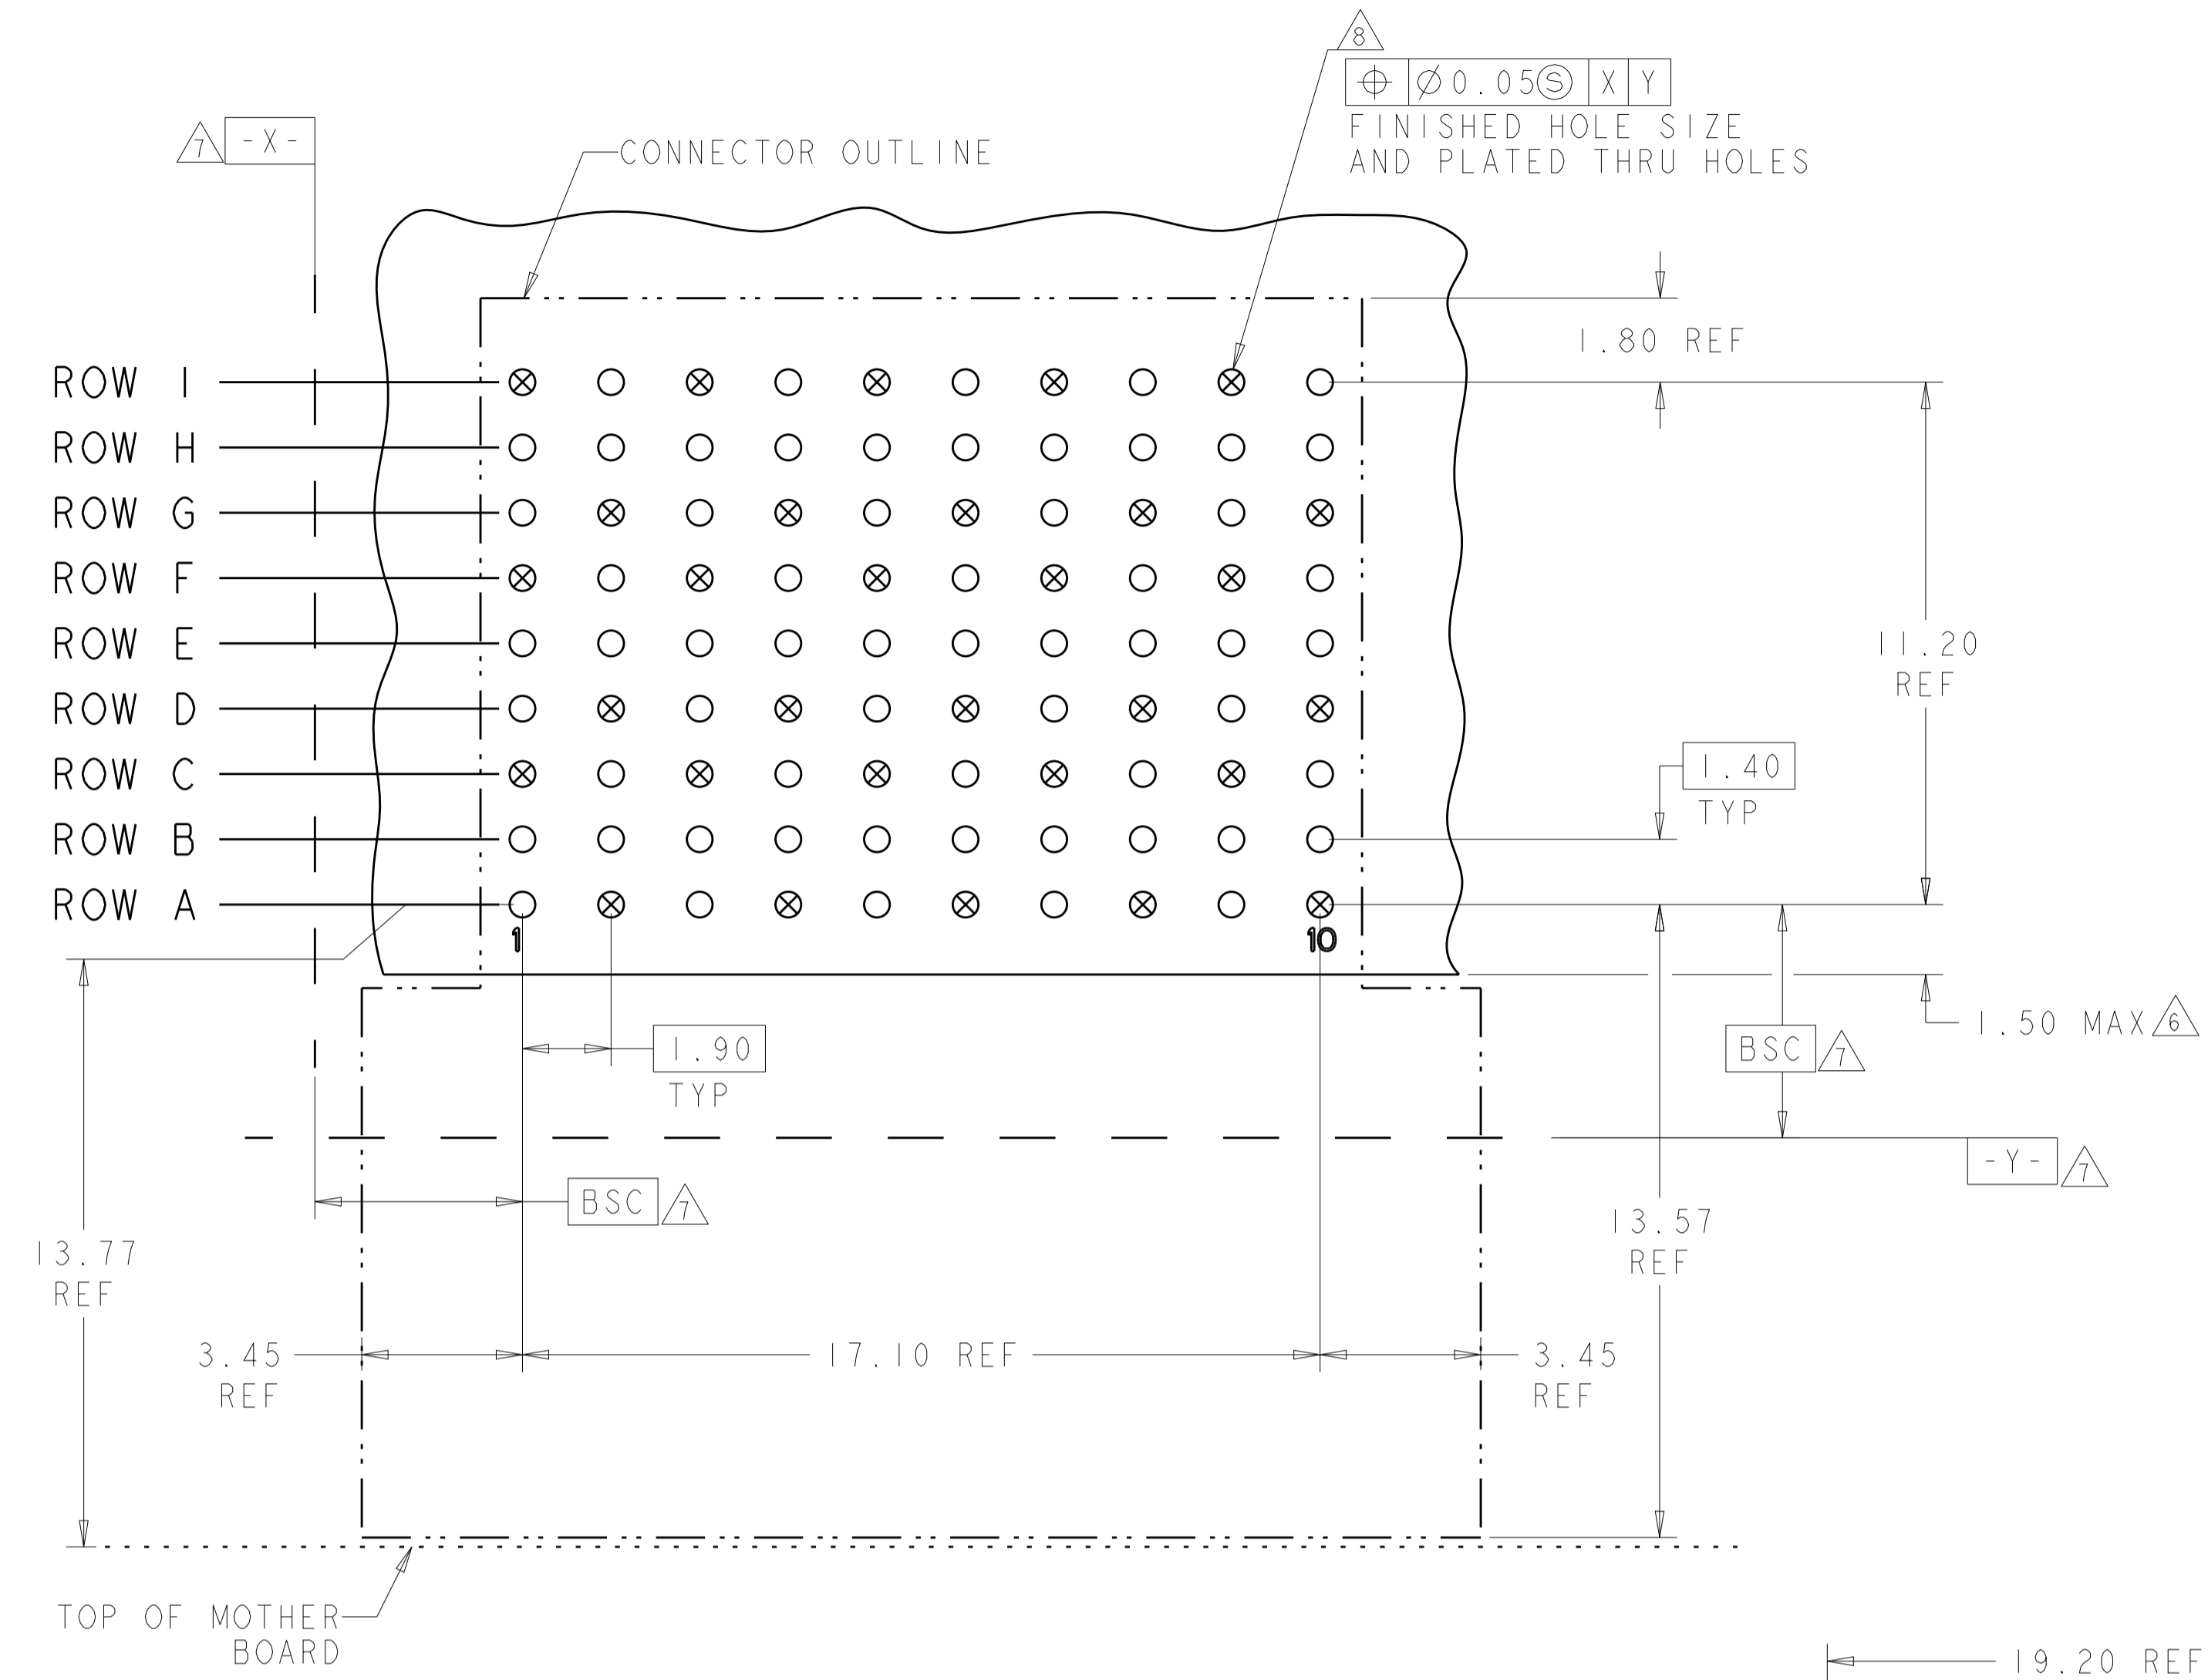 8
⌖ ⌀0.05Ⓢ X Y
FINISHED HOLE SIZE
AND PLATED THRU HOLES
7 -X-
CONNECTOR OUTLINE
1.80 REF
ROW I
ROW H
ROW G
ROW F
ROW E
ROW D
ROW C
ROW B
ROW A
11.20
REF
1.40
TYP
1 10
1.50 MAX 6
BSC 7
1.90
TYP
-Y- 7
BSC 7
13.77
REF
13.57
REF
3.45
REF
17.10 REF
3.45
REF
TOP OF MOTHER
BOARD
19.20 REF